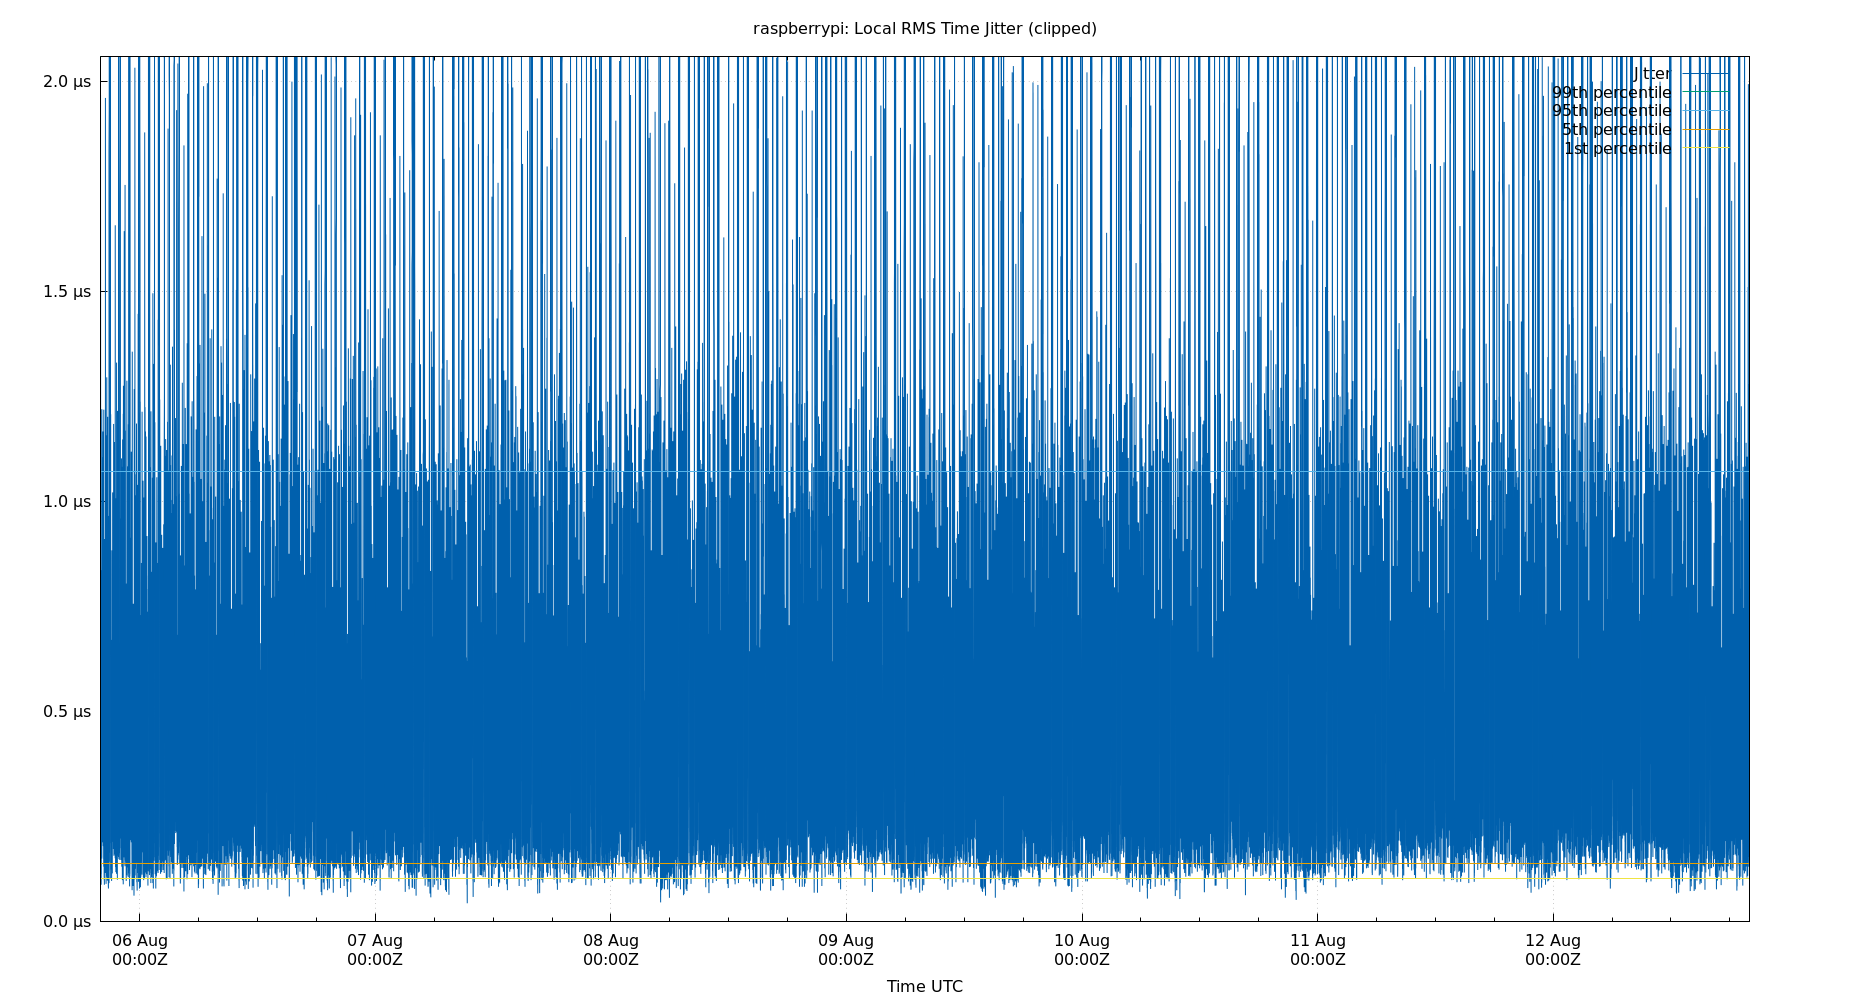 raspberrypi: Local RMS Time Jitter (clipped)
2.0 µs
1.5 µs
1.0 µs
0.5 µs
0.0 µs
Jitter
99th percentile
95th percentile
5th percentile
1st percentile
06 Aug
00:00Z
07 Aug
00:00Z
08 Aug
00:00Z
09 Aug
00:00Z
10 Aug
00:00Z
11 Aug
00:00Z
12 Aug
00:00Z
Time UTC